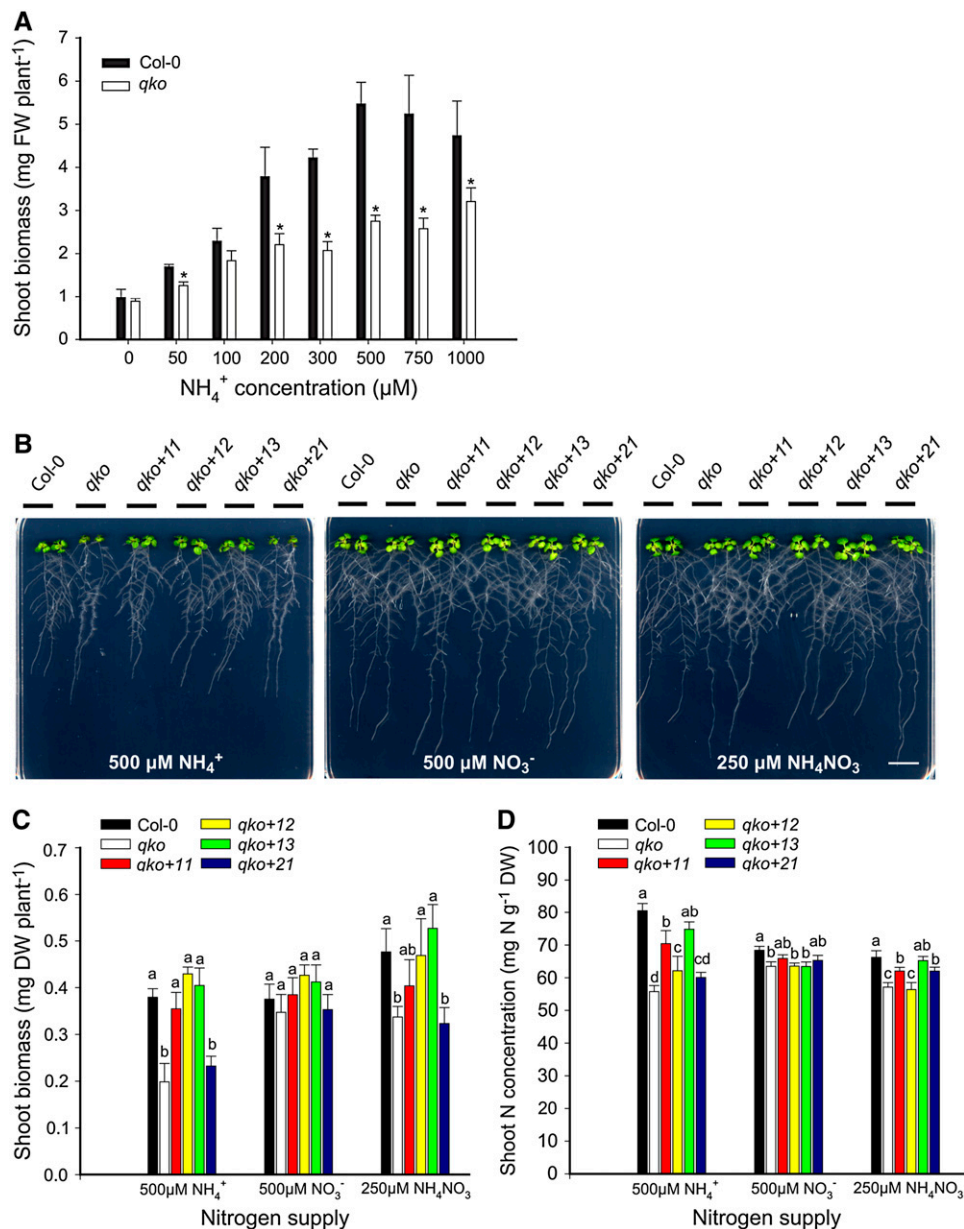 A
Shoot biomass (mg FW plant⁻¹)
7
6
5
4
3
2
1
0
Col-0
qko
* * * * * *
0 50 100 200 300 500 750 1000
NH₄⁺ concentration (µM)
B
Col-0 qko qko+11 qko+12 qko+13 qko+21 Col-0 qko qko+11 qko+12 qko+13 qko+21 Col-0 qko qko+11 qko+12 qko+13 qko+21
500 µM NH₄⁺ 500 µM NO₃⁻ 250 µM NH₄NO₃
C
Col-0 qko+12
qko qko+13
qko+11 qko+21
Shoot biomass (mg DW plant⁻¹)
0.7
0.6
0.5
0.4
0.3
0.2
0.1
0.0
a b a a a b a a a a a a a b ab a a b
500µM NH₄⁺ 500µM NO₃⁻ 250µM NH₄NO₃
Nitrogen supply
D
Col-0 qko+12
qko qko+13
qko+11 qko+21
Shoot N concentration (mg N g⁻¹ DW)
100
90
80
70
60
50
40
30
20
10
0
a d b c ab cd a b ab b b ab a c b c ab b
500µM NH₄⁺ 500µM NO₃⁻ 250µM NH₄NO₃
Nitrogen supply